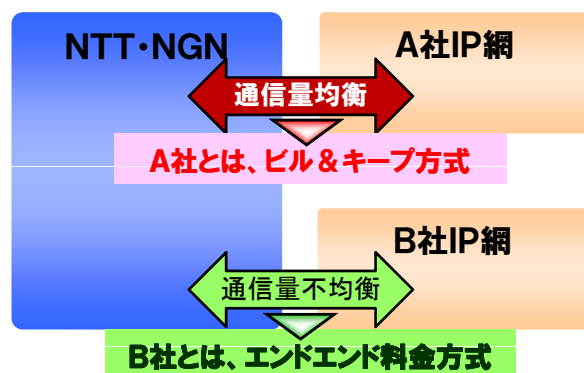 NTT・NGN
A社IP網
通信量均衡
A社とは、ビル＆キープ方式
B社IP網
通信量不均衡
B社とは、エンドエンド料金方式